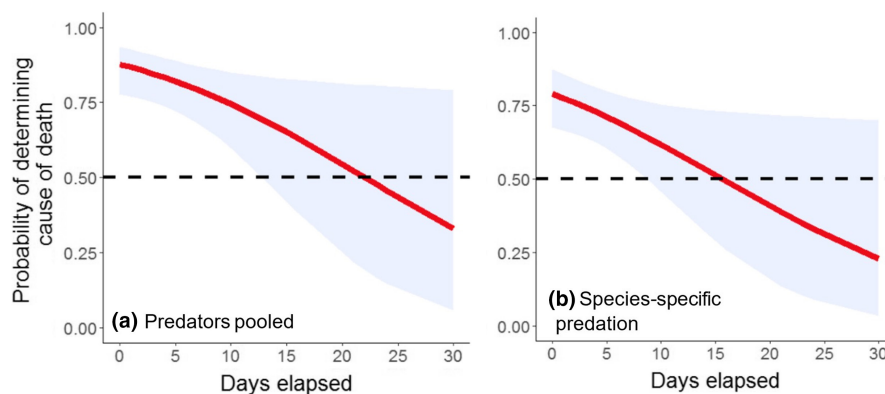 Probability of determining
cause of death
1.00
0.75
0.50
0.25
0.00
(a) Predators pooled
0 5 10 15 20 25 30
Days elapsed
1.00
0.75
0.50
0.25
0.00
(b) Species-specific
predation
0 5 10 15 20 25 30
Days elapsed